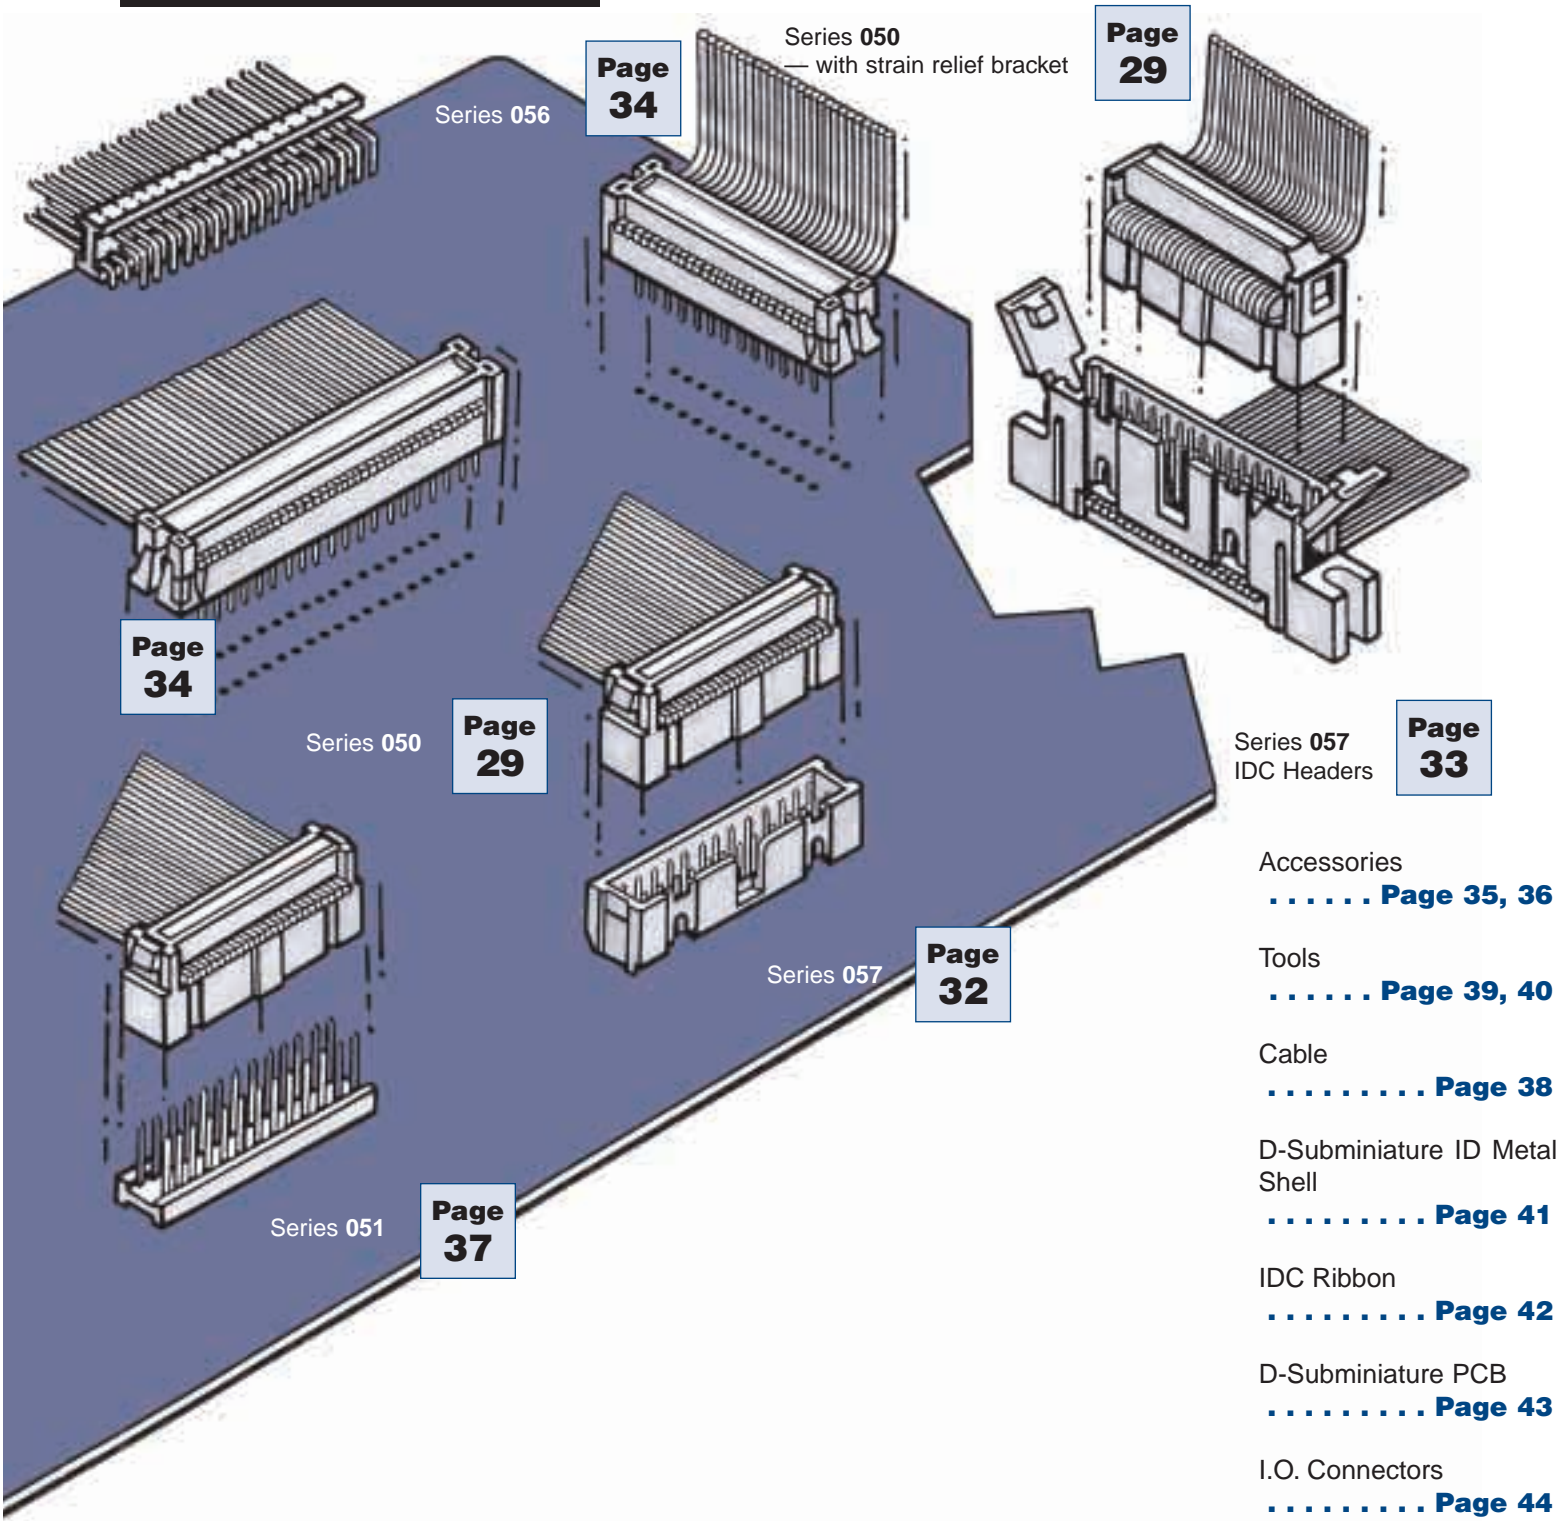 Series 050
— with strain relief bracket
Page
29
Page
34
Series 056
Page
34
Series 050
Page
29
Series 057
IDC Headers
Page
33
Series 057
Page
32
Series 051
Page
37
Accessories
. . . . . . Page 35, 36
Tools
. . . . . . Page 39, 40
Cable
. . . . . . . . . Page 38
D-Subminiature ID Metal
Shell
. . . . . . . . . Page 41
IDC Ribbon
. . . . . . . . . Page 42
D-Subminiature PCB
. . . . . . . . . Page 43
I.O. Connectors
. . . . . . . . . Page 44